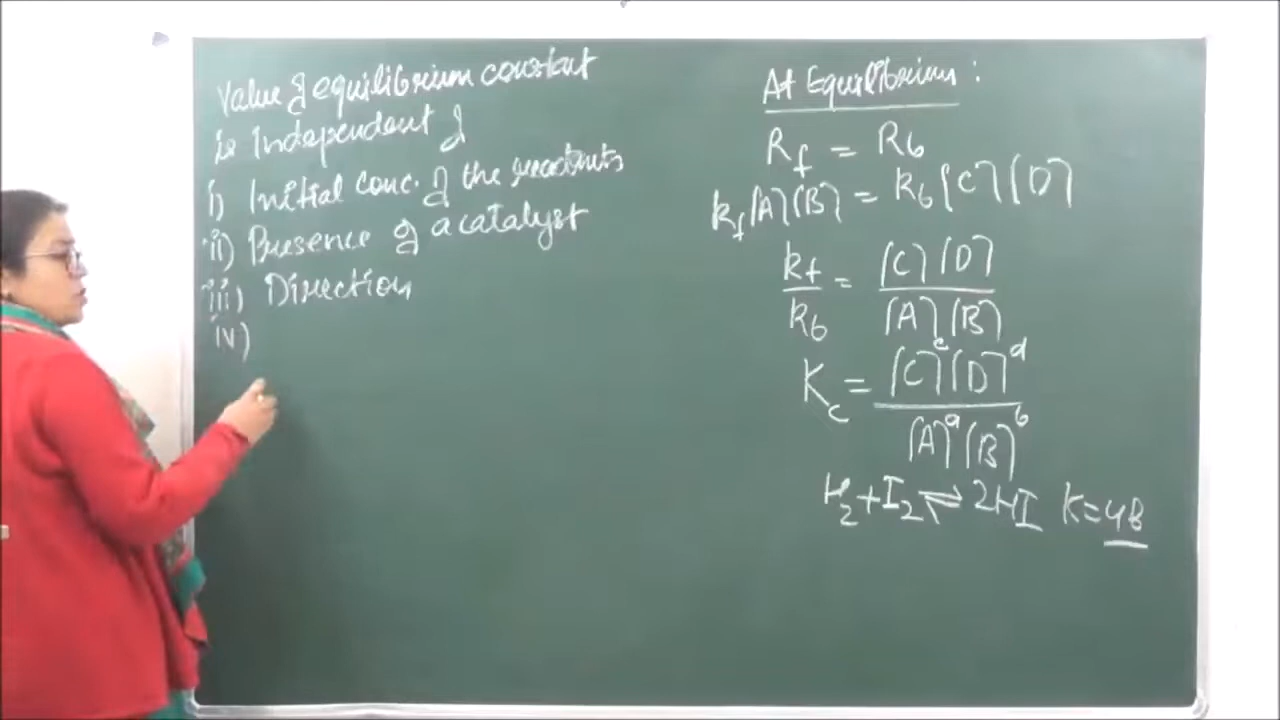 Value of equilibrium constant
is Independent of
i) Initial conc. of the reactants
ii) Presence of a catalyst
iii) Direction
iv)
At Equilibrium :
Rf = Rb
kf [A] [B] = kb [C] [D]
kf/kb = [C] [D]/[A] [B]
Kc = [C]^c [D]^d/[A]^a [B]^b
H2 + I2 ⇌ 2HI K = 48